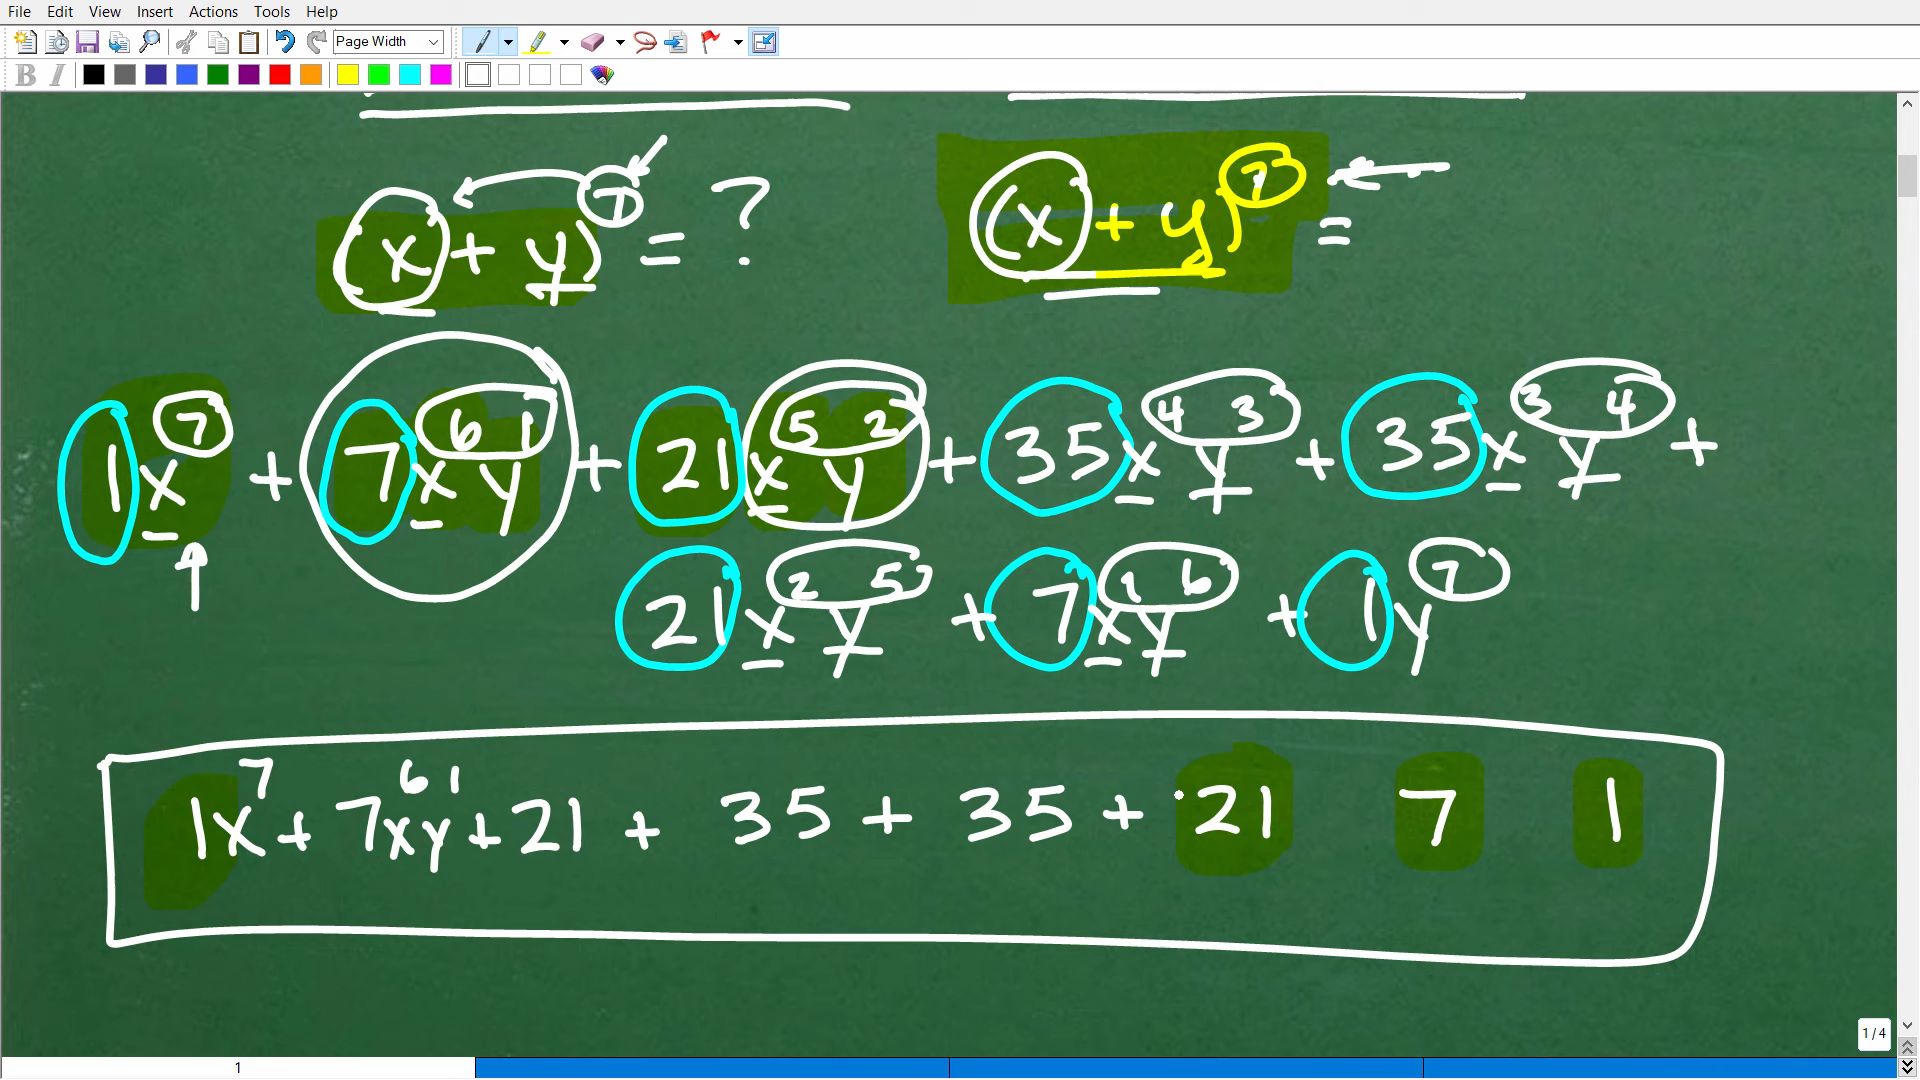 File Edit View Insert Actions Tools Help
Page Width
B I
(x + y)⁷ = ?
(x + y)⁷ =
1x⁷ + 7x⁶y¹ + 21x⁵y² + 35x⁴y³ + 35x³y⁴ +
21x²y⁵ + 7x¹y⁶ + 1y⁷
1x⁷ + 7x⁶y¹ + 21 + 35 + 35 + 21 7 1
1 / 4
1